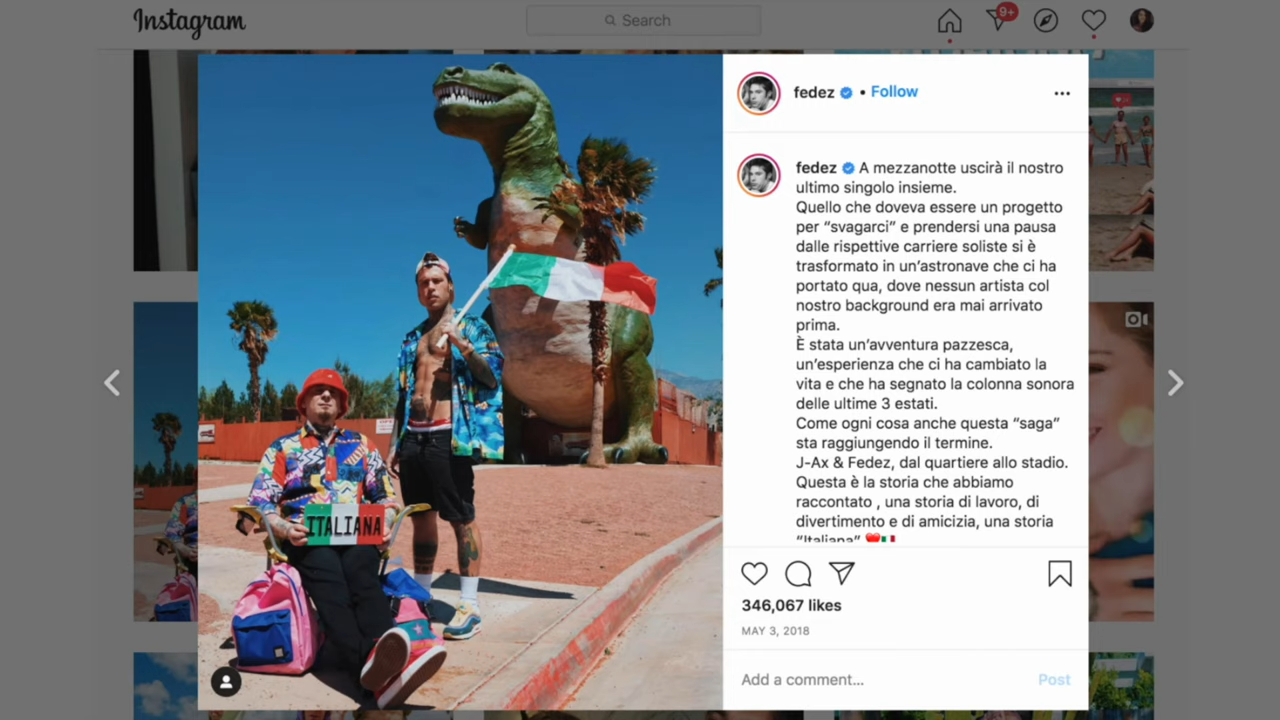 Instagram
Search
9+
fedez • Follow
fedez A mezzanotte uscirà il nostro
ultimo singolo insieme.
Quello che doveva essere un progetto
per “svagarci” e prendersi una pausa
dalle rispettive carriere soliste si è
trasformato in un’astronave che ci ha
portato qua, dove nessun artista col
nostro background era mai arrivato
prima.
È stata un’avventura pazzesca,
un’esperienza che ci ha cambiato la
vita e che ha segnato la colonna sonora
delle ultime 3 estati.
Come ogni cosa anche questa “saga”
sta raggiungendo il termine.
J-Ax & Fedez, dal quartiere allo stadio.
Questa è la storia che abbiamo
raccontato , una storia di lavoro, di
divertimento e di amicizia, una storia
“Italiana” ❤️🇮🇹
ITALIANA
346,067 likes
MAY 3, 2018
Add a comment...
Post